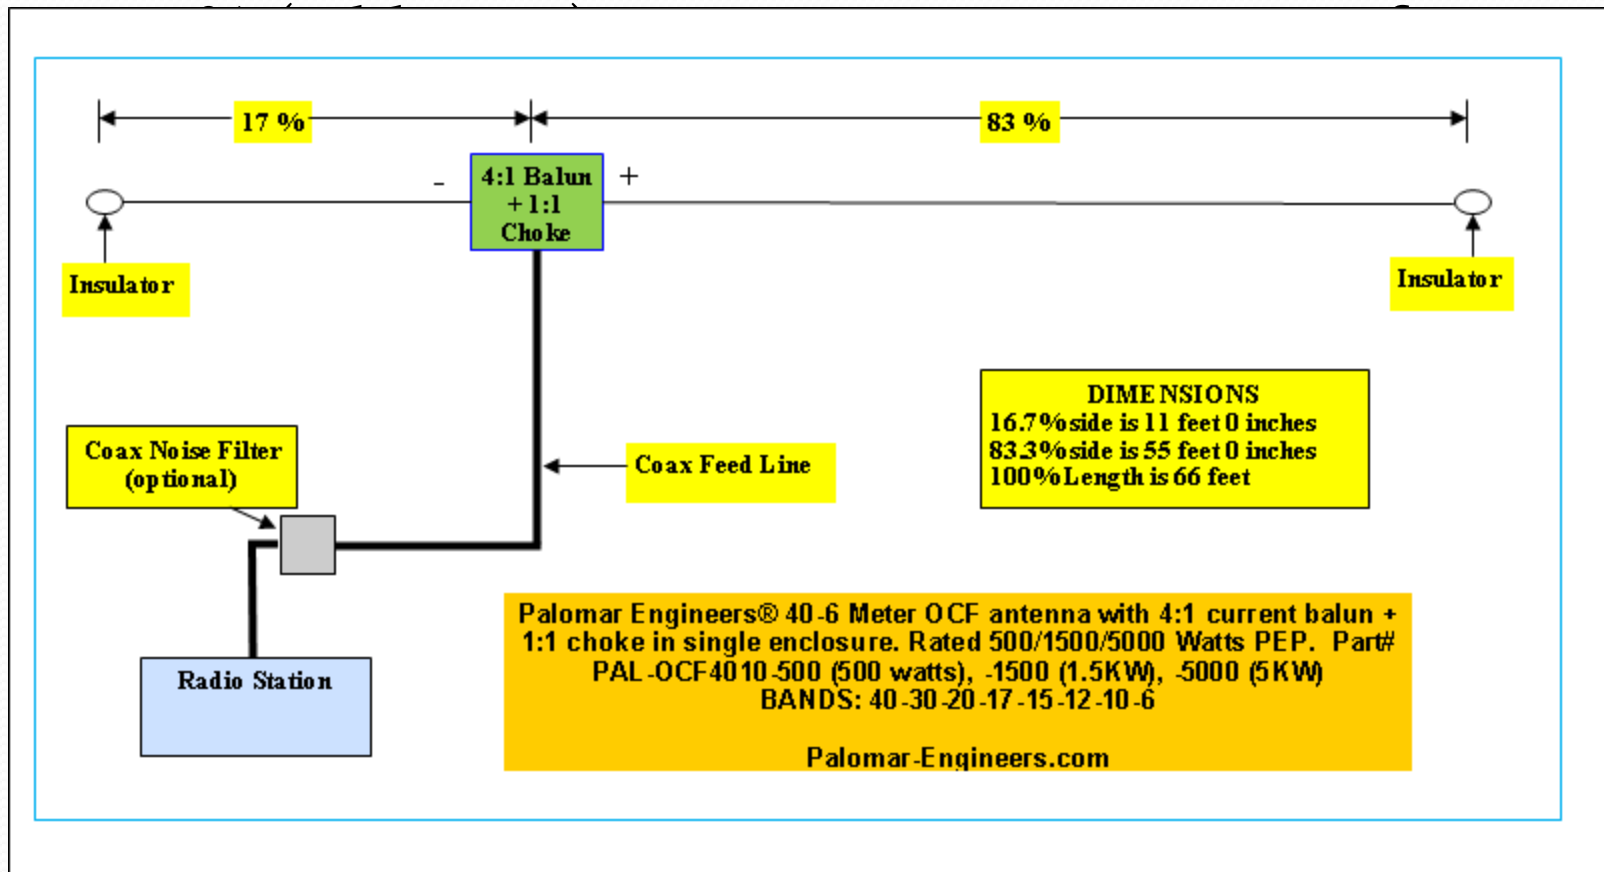 17 %
83 %
-
4:1 Balun
+ 1:1
Choke
+
Insulator
Insulator
DIMENSIONS
16.7% side is 11 feet 0 inches
83.3% side is 55 feet 0 inches
100% Length is 66 feet
Coax Noise Filter
(optional)
Coax Feed Line
Radio Station
Palomar Engineers® 40-6 Meter OCF antenna with 4:1 current balun +
1:1 choke in single enclosure. Rated 500/1500/5000 Watts PEP. Part#
PAL-OCF4010-500 (500 watts), -1500 (1.5KW), -5000 (5KW)
BANDS: 40-30-20-17-15-12-10-6
Palomar-Engineers.com